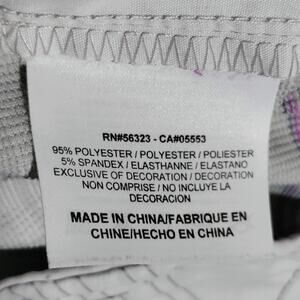 RN#56323 - CA#05553
95% POLYESTER / POLYESTER / POLIESTER
5% SPANDEX / ELASTHANNE / ELASTANO
EXCLUSIVE OF DECORATION / DECORATION
NON COMPRISE / NO INCLUYE LA
DECORACION
MADE IN CHINA/FABRIQUE EN
CHINE/HECHO EN CHINA